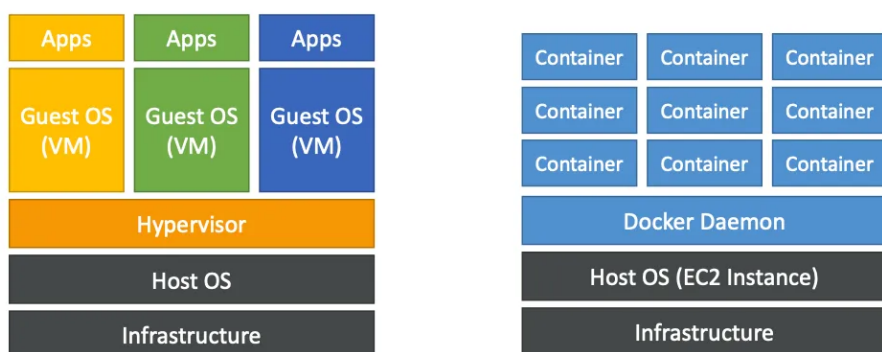 Apps
Apps
Apps
Guest OS
(VM)
Guest OS
(VM)
Guest OS
(VM)
Hypervisor
Host OS
Infrastructure
Container
Container
Container
Container
Container
Container
Container
Container
Container
Docker Daemon
Host OS (EC2 Instance)
Infrastructure